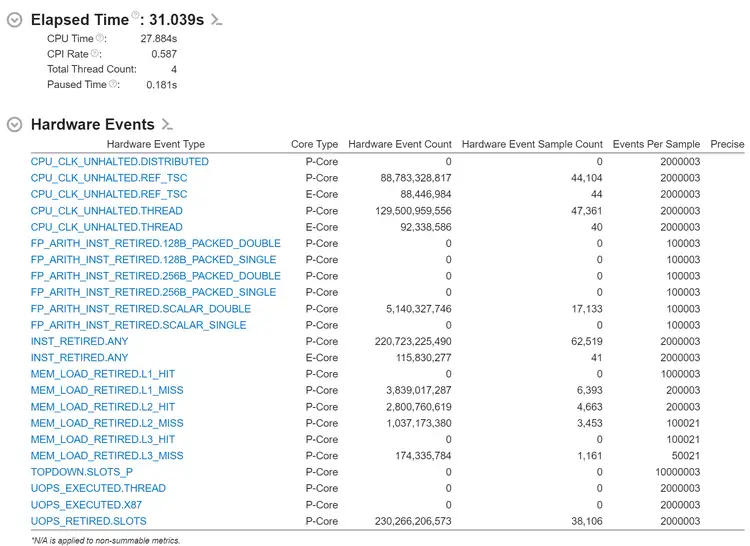 Elapsed Time ?: 31.039s
CPU Time ?: 27.884s
CPI Rate ?: 0.587
Total Thread Count: 4
Paused Time ?: 0.181s
Hardware Events
Hardware Event Type Core Type Hardware Event Count Hardware Event Sample Count Events Per Sample Precise
CPU_CLK_UNHALTED.DISTRIBUTED P-Core 0 0 2000003
CPU_CLK_UNHALTED.REF_TSC P-Core 88,783,328,817 44,104 2000003
CPU_CLK_UNHALTED.REF_TSC E-Core 88,446,984 44 2000003
CPU_CLK_UNHALTED.THREAD P-Core 129,500,959,556 47,361 2000003
CPU_CLK_UNHALTED.THREAD E-Core 92,338,586 40 2000003
FP_ARITH_INST_RETIRED.128B_PACKED_DOUBLE P-Core 0 0 100003
FP_ARITH_INST_RETIRED.128B_PACKED_SINGLE P-Core 0 0 100003
FP_ARITH_INST_RETIRED.256B_PACKED_DOUBLE P-Core 0 0 100003
FP_ARITH_INST_RETIRED.256B_PACKED_SINGLE P-Core 0 0 100003
FP_ARITH_INST_RETIRED.SCALAR_DOUBLE P-Core 5,140,327,746 17,133 100003
FP_ARITH_INST_RETIRED.SCALAR_SINGLE P-Core 0 0 100003
INST_RETIRED.ANY P-Core 220,723,225,490 62,519 2000003
INST_RETIRED.ANY E-Core 115,830,277 41 2000003
MEM_LOAD_RETIRED.L1_HIT P-Core 0 0 1000003
MEM_LOAD_RETIRED.L1_MISS P-Core 3,839,017,287 6,393 200003
MEM_LOAD_RETIRED.L2_HIT P-Core 2,800,760,619 4,663 200003
MEM_LOAD_RETIRED.L2_MISS P-Core 1,037,173,380 3,453 100021
MEM_LOAD_RETIRED.L3_HIT P-Core 0 0 100021
MEM_LOAD_RETIRED.L3_MISS P-Core 174,335,784 1,161 50021
TOPDOWN.SLOTS_P P-Core 0 0 10000003
UOPS_EXECUTED.THREAD P-Core 0 0 2000003
UOPS_EXECUTED.X87 P-Core 0 0 2000003
UOPS_RETIRED.SLOTS P-Core 230,266,206,573 38,106 2000003
*N/A is applied to non-summable metrics.